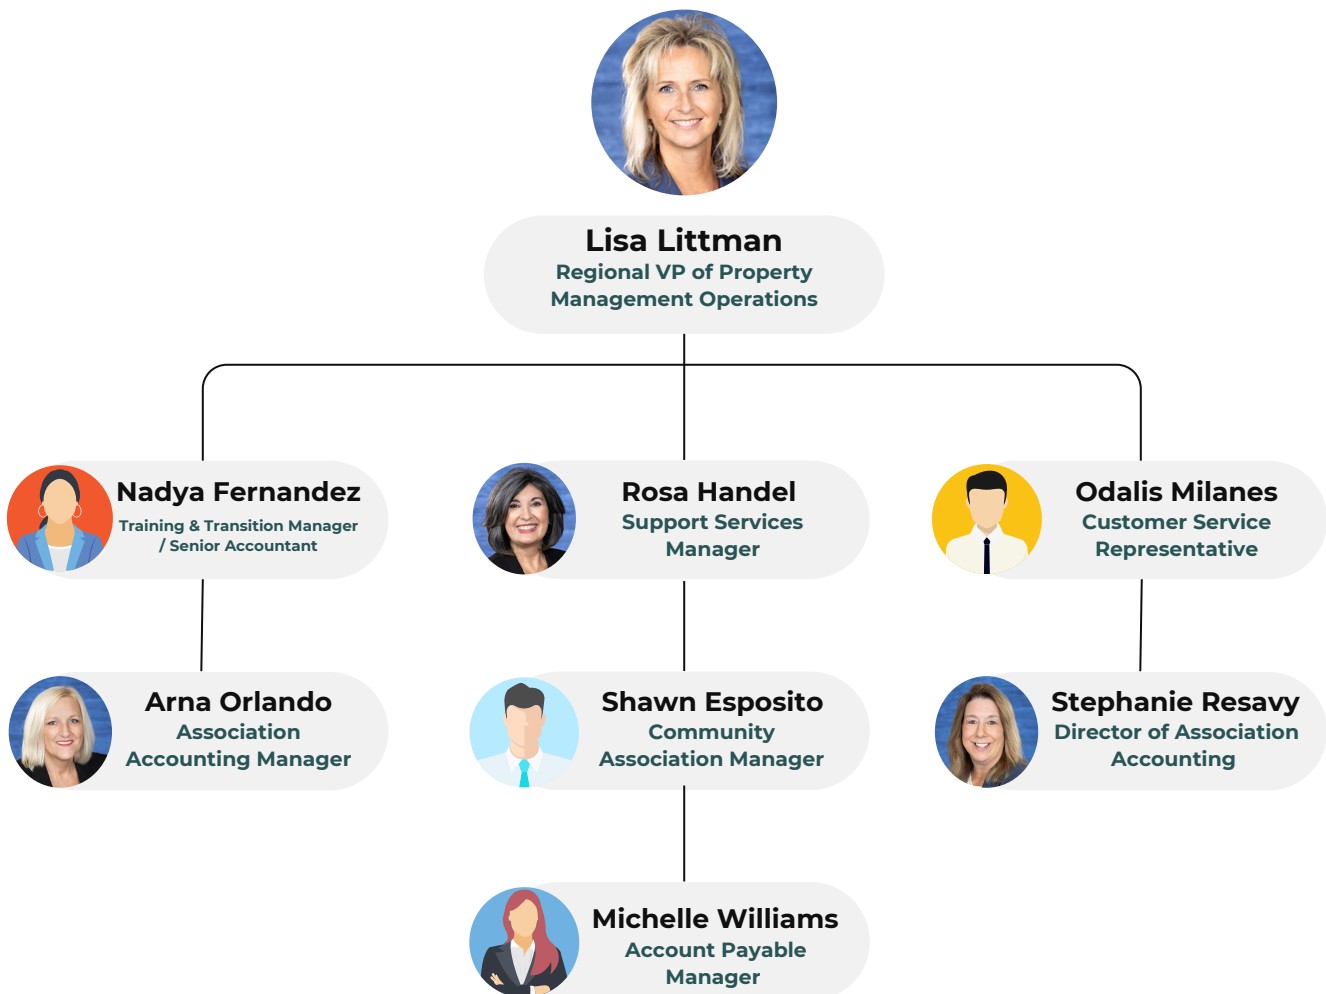 Lisa Littman
Regional VP of Property
Management Operations
Nadya Fernandez
Training & Transition Manager
/ Senior Accountant
Rosa Handel
Support Services
Manager
Odalis Milanes
Customer Service
Representative
Arna Orlando
Association
Accounting Manager
Shawn Esposito
Community
Association Manager
Stephanie Resavy
Director of Association
Accounting
Michelle Williams
Account Payable
Manager